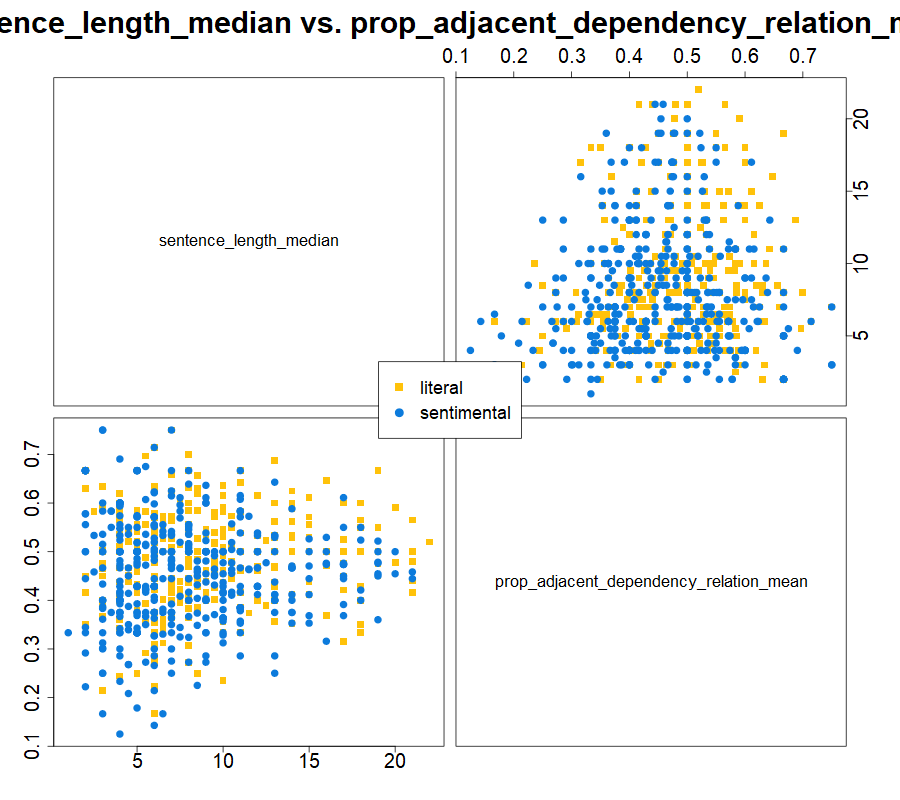 ence_length_median vs. prop_adjacent_dependency_relation_n
0.1 0.2 0.3 0.4 0.5 0.6 0.7
sentence_length_median
20
15
10
5
literal
sentimental
0.7
0.6
0.5
0.4
0.3
0.2
0.1
prop_adjacent_dependency_relation_mean
5 10 15 20